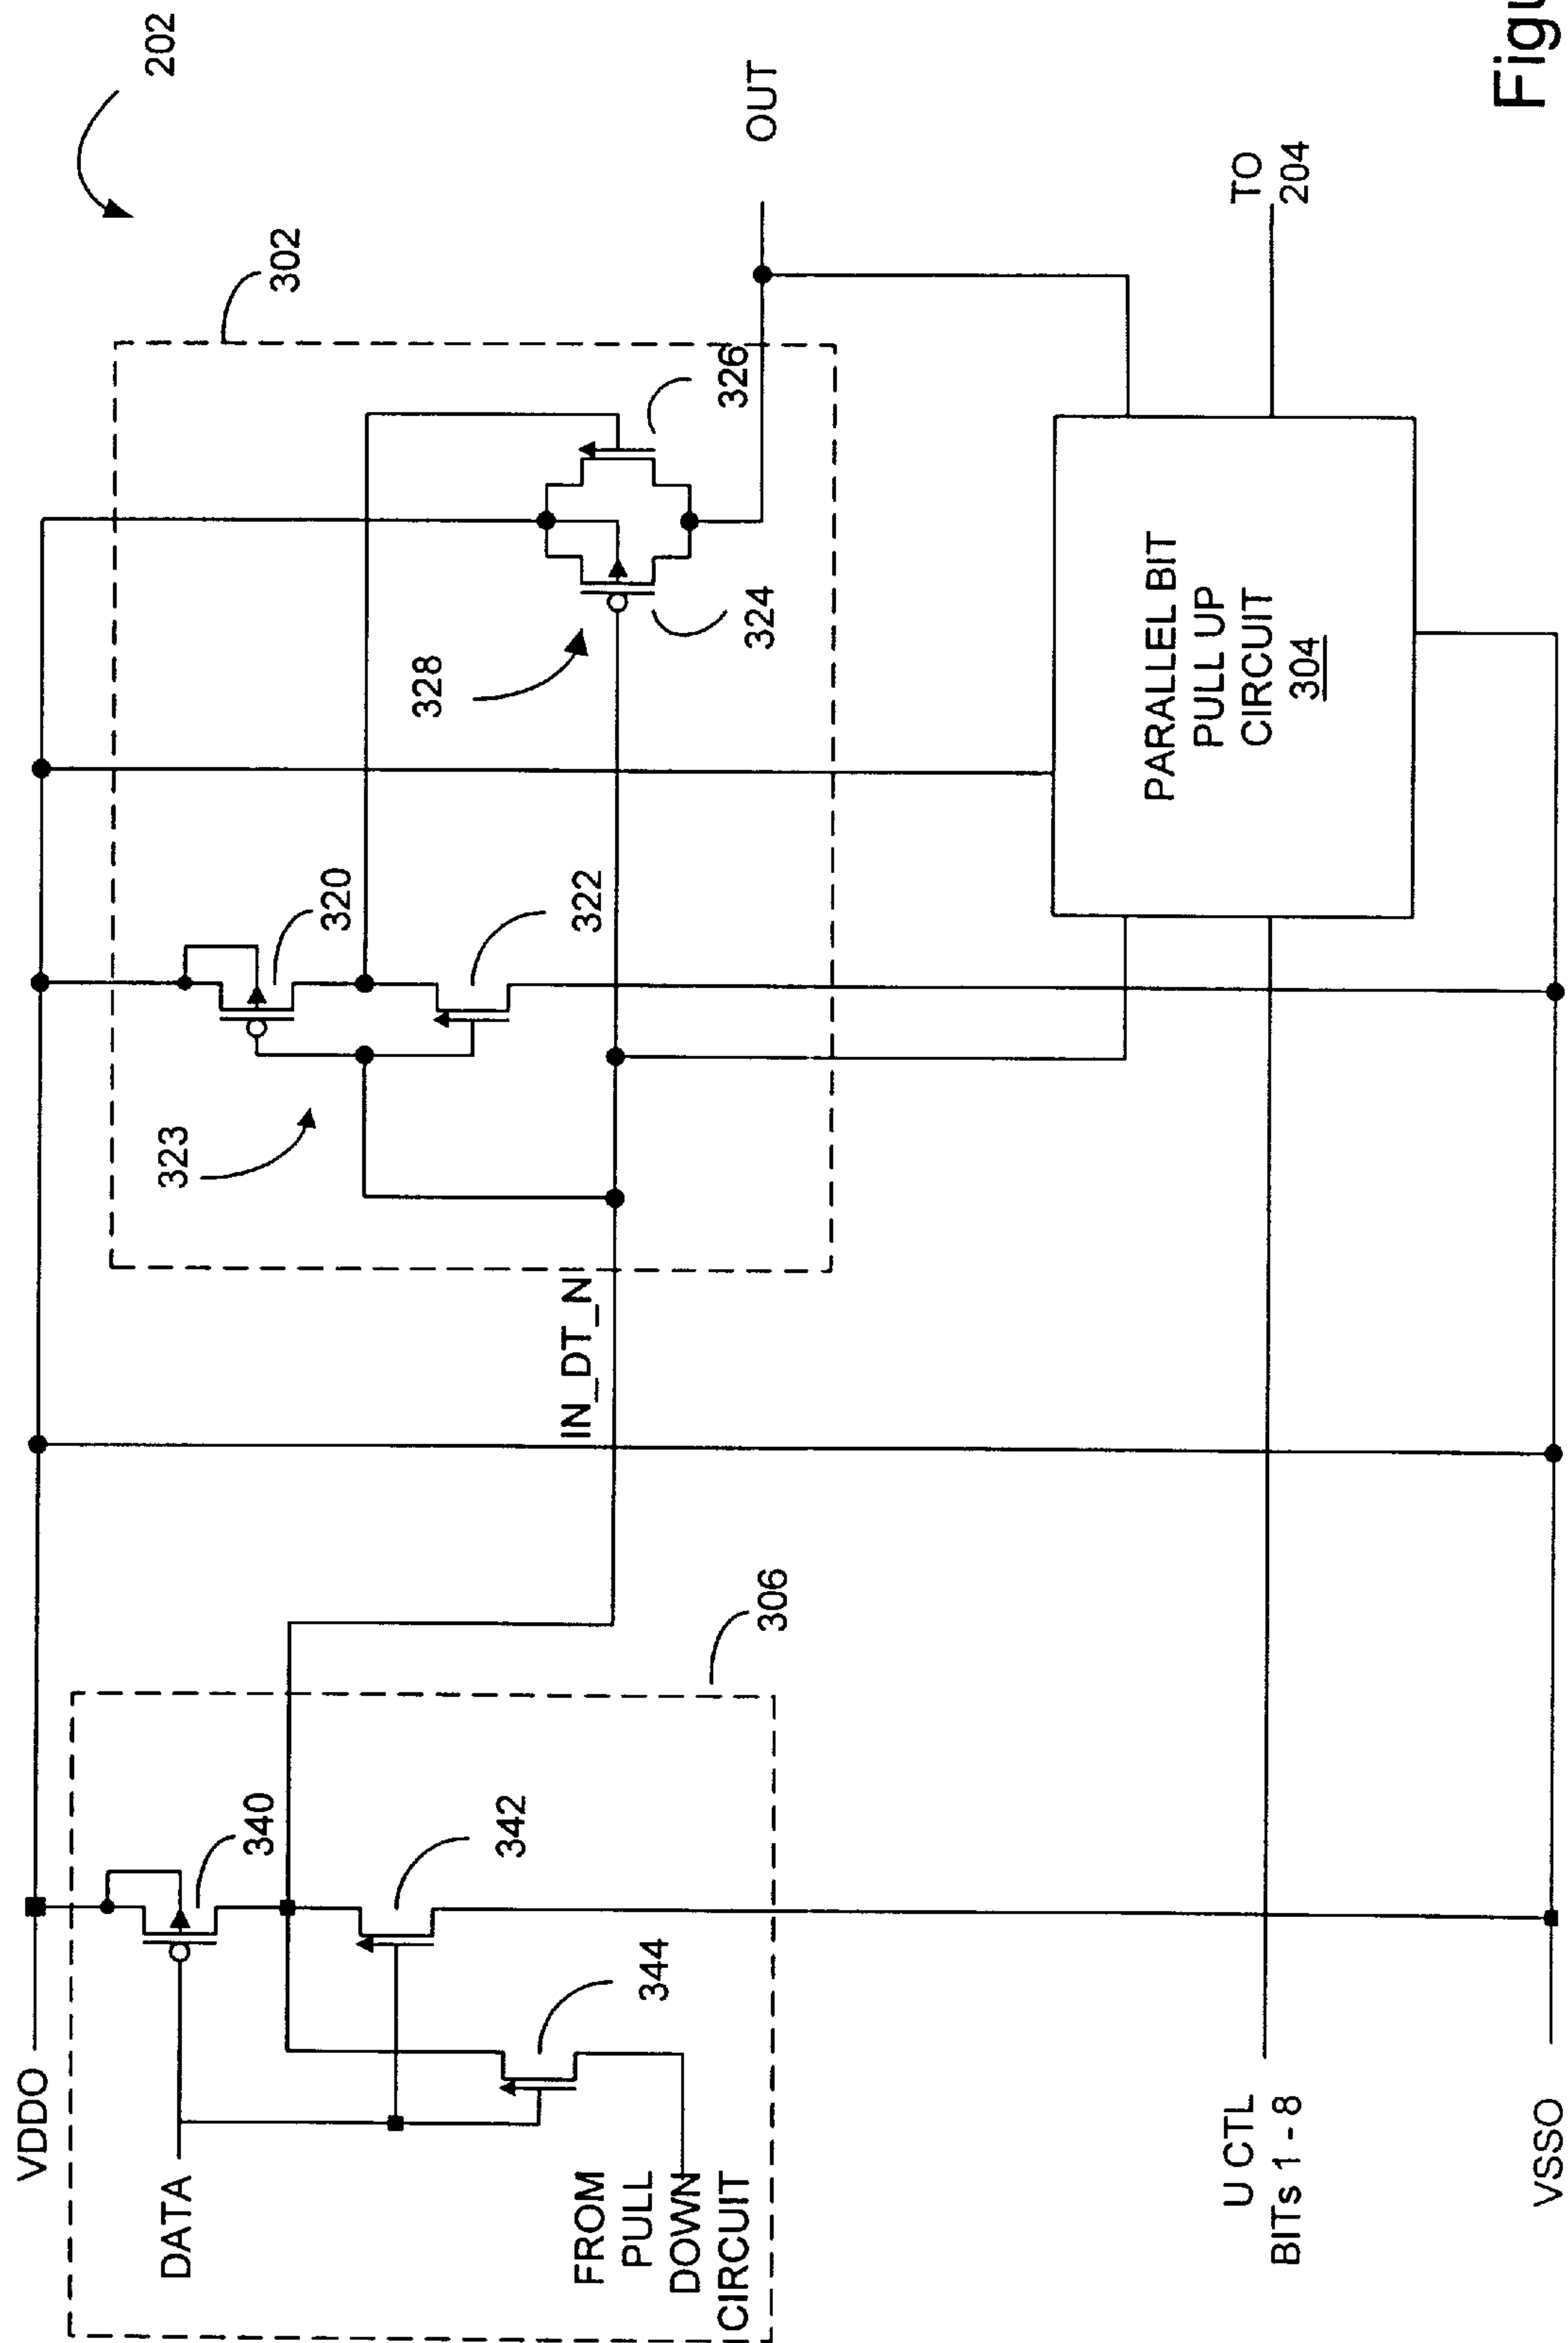 202
302
VDDO
320
322
323
328
324
326
OUT
IN_DT_N
306
340
342
344
DATA
FROM
PULL
DOWN
CIRCUIT
PARALLEL BIT
PULL UP
CIRCUIT
304
TO
204
U CTL
BITs 1 - 8
VSSO